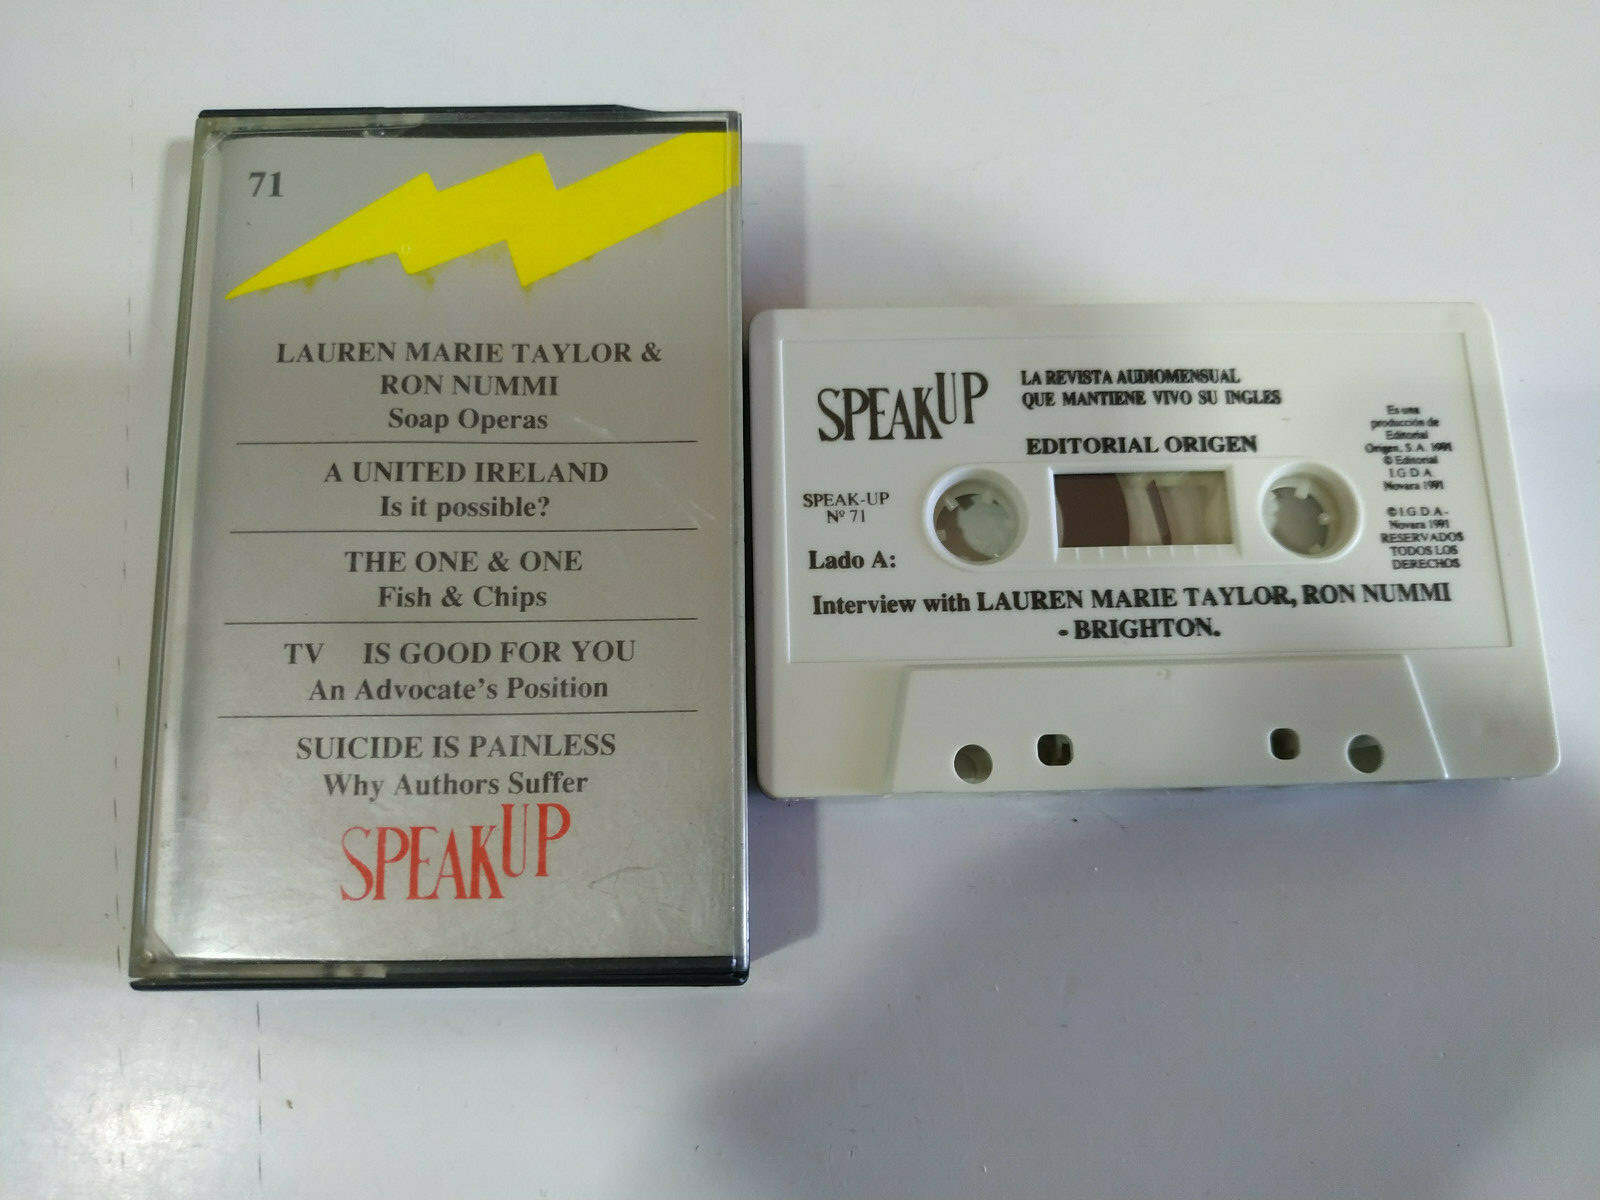 71
LAUREN MARIE TAYLOR &
RON NUMMI
Soap Operas
A UNITED IRELAND
Is it possible?
THE ONE & ONE
Fish & Chips
TV IS GOOD FOR YOU
An Advocate's Position
SUICIDE IS PAINLESS
Why Authors Suffer
SPEAKUP
SPEAKUP
LA REVISTA AUDIOMENSUAL
QUE MANTIENE VIVO SU INGLES
EDITORIAL ORIGEN
SPEAK-UP
Nº 71
Lado A:
Es una
producción de
Editorial
Origen, S.A. 1991
© Editorial
I.G.D.A.
Novara 1991
© I.G.D.A-
Novara 1991
RESERVADOS
TODOS LOS
DERECHOS
Interview with LAUREN MARIE TAYLOR, RON NUMMI
- BRIGHTON.